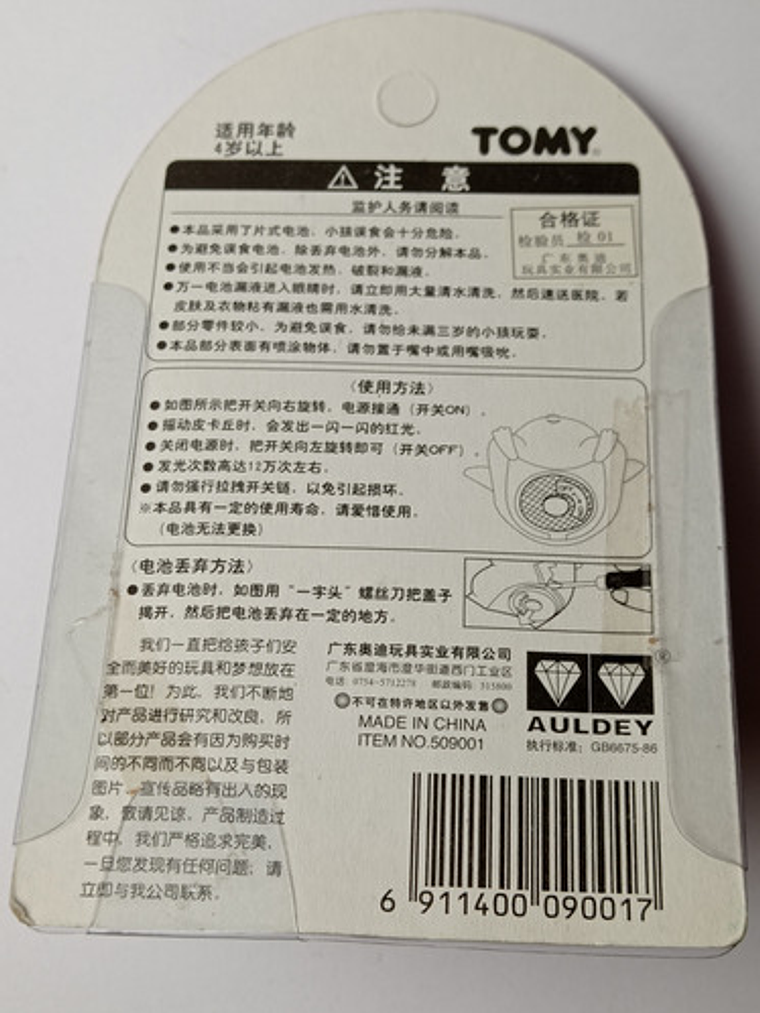 适用年龄
4岁以上
TOMY
注 意
监护人务请阅读
合格证
检验员 检 01
广东奥迪
玩具实业有限公司
●本品采用了片式电池，小孩误食会十分危险。
●为避免误食电池，除丢弃电池外，请勿分解本品。
●使用不当会引起电池发热、破裂和漏液。
●万一电池漏液进入眼睛时，请立即用大量清水清洗，然后速送医院，若
皮肤及衣物粘有漏液也需用水清洗。
●部分零件较小，为避免误食，请勿给未满三岁的小孩玩耍。
●本品部分表面有喷涂物体，请勿置于嘴中或用嘴吸吮。
〈使用方法〉
●如图所示把开关向右旋转，电源接通（开关ON）。
●摇动皮卡丘时，会发出一闪一闪的红光。
●关闭电源时，把开关向左旋转即可（开关OFF）。
●发光次数高达12万次左右。
●请勿强行拉拽开关链，以免引起损坏。
※本品具有一定的使用寿命，请爱惜使用。
（电池无法更换）
〈电池丢弃方法〉
●丢弃电池时，如图用“一字头”螺丝刀把盖子
揭开，然后把电池丢弃在一定的地方。
我们一直把给孩子们安
全而美好的玩具和梦想放在
第一位！为此，我们不断地
对产品进行研究和改良，所
以部分产品会有因为购买时
间的不同而不同以及与包装
图片、宣传品略有出入的现
象，敬请见谅。产品制造过
程中，我们严格追求完美，
一旦您发现有任何问题；请
立即与我公司联系。
广东奥迪玩具实业有限公司
广东省澄海市澄华街道西门工业区
电话：0754-5712278 邮政编码：515800
不可在特许地区以外发售
MADE IN CHINA
ITEM NO.509001
AULDEY
执行标准：GB6675-86
6 911400 090017